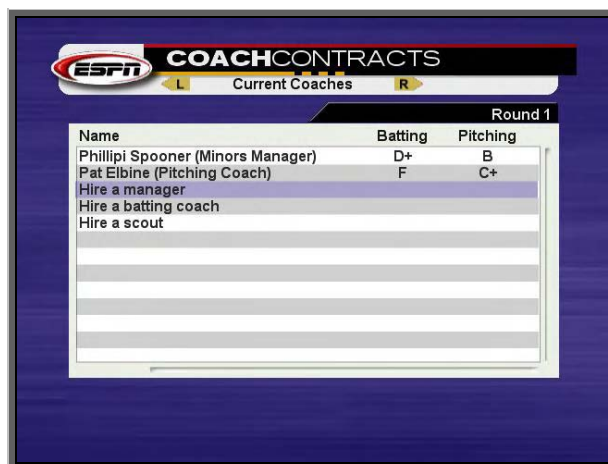 ESPN
COACHCONTRACTS
L Current Coaches R
Round 1
Name Batting Pitching
Phillipi Spooner (Minors Manager) D+ B
Pat Elbine (Pitching Coach) F C+
Hire a manager
Hire a batting coach
Hire a scout